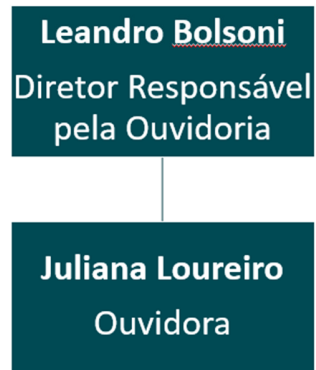 Leandro Bolsoni
Diretor Responsável
pela Ouvidoria
Juliana Loureiro
Ouvidora